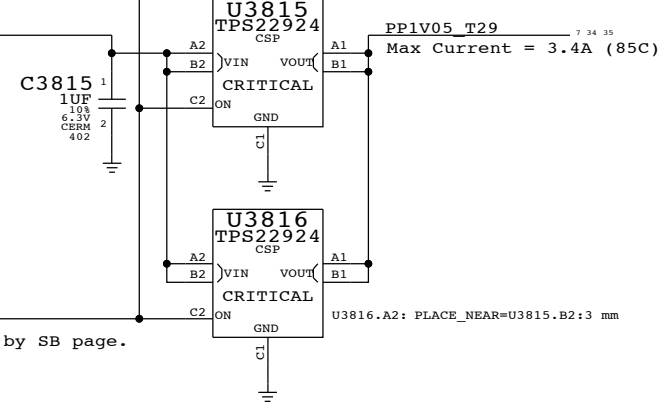 U3815
TPS22924
CSP
A2
B2
VIN
VOUT
A1
B1
CRITICAL
C2
ON
GND
C1
PP1V05_T29
7 34 35
Max Current = 3.4A (85C)
C3815
1
1UF
10%
6.3V
CERM
402
2
U3816
TPS22924
CSP
A2
B2
VIN
VOUT
A1
B1
CRITICAL
C2
ON
GND
C1
U3816.A2: PLACE_NEAR=U3815.B2:3 mm
by SB page.